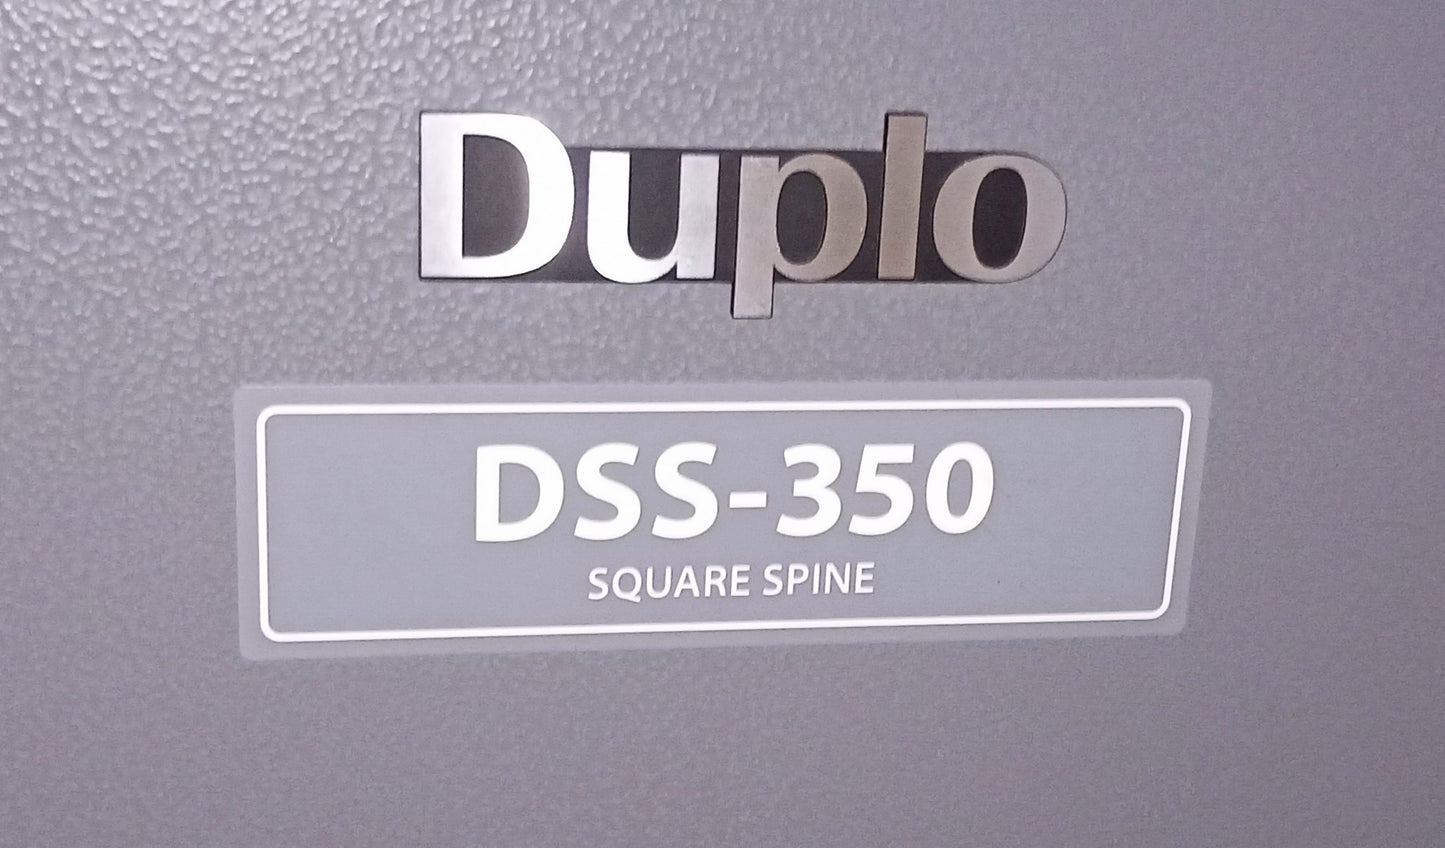 Duplo
DSS-350
SQUARE SPINE